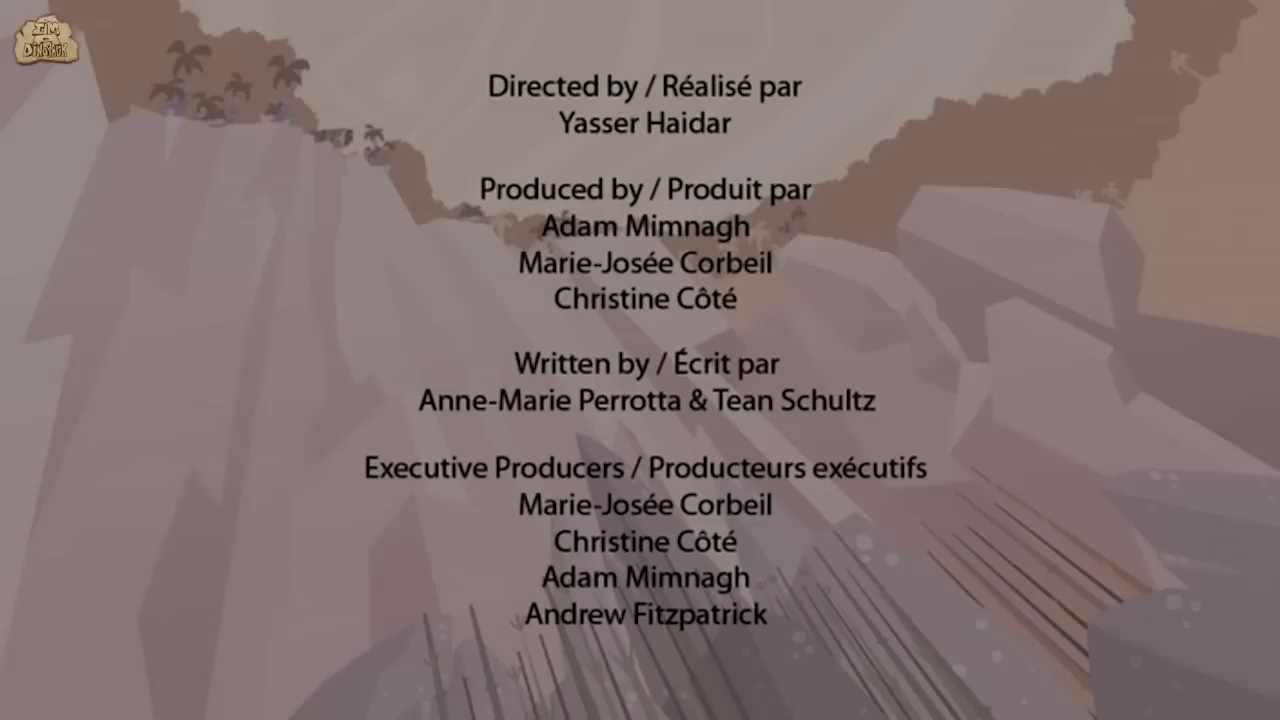 I'M A DINOSAUR
Directed by / Réalisé par
Yasser Haidar
Produced by / Produit par
Adam Mimnagh
Marie-Josée Corbeil
Christine Côté
Written by / Écrit par
Anne-Marie Perrotta & Tean Schultz
Executive Producers / Producteurs exécutifs
Marie-Josée Corbeil
Christine Côté
Adam Mimnagh
Andrew Fitzpatrick